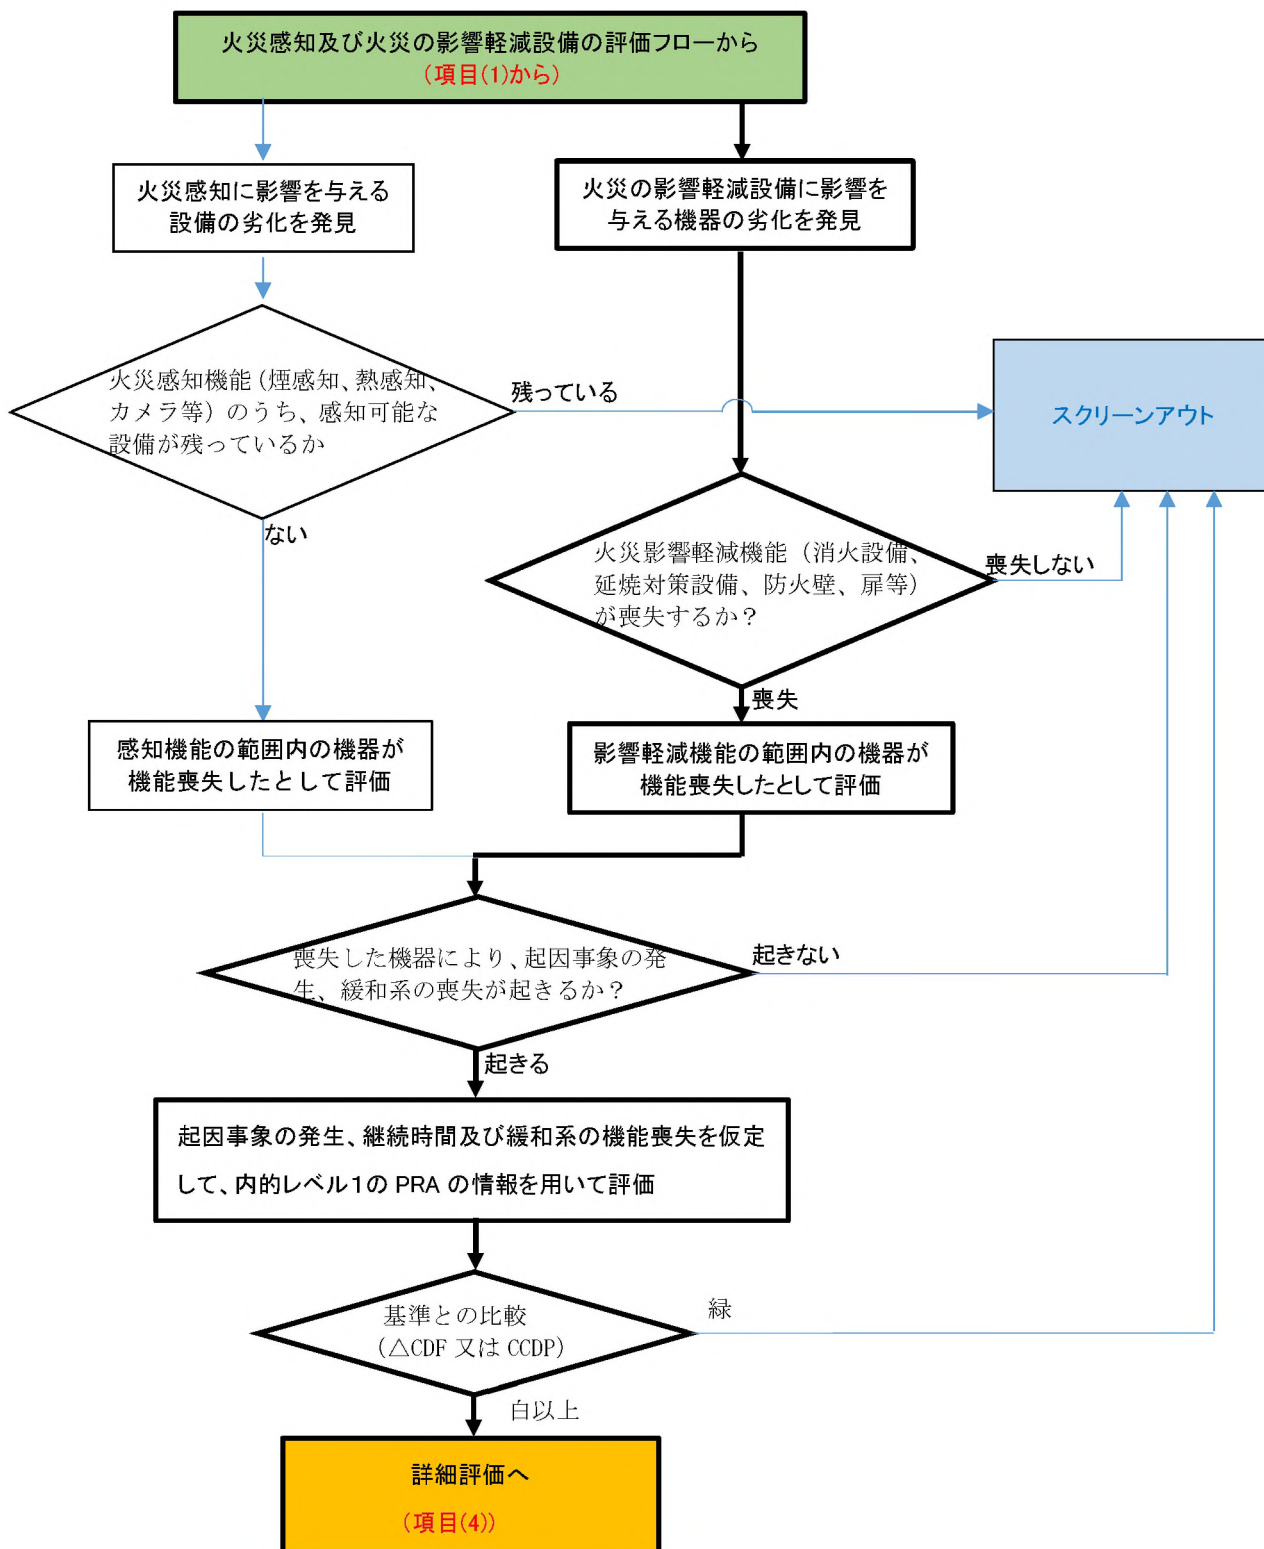 火災感知及び火災の影響軽減設備の評価フローから
(項目(1)から)
火災感知に影響を与える
設備の劣化を発見
火災の影響軽減設備に影響を
与える機器の劣化を発見
火災感知機能(煙感知、熱感知、
カメラ等)のうち、感知可能な
設備が残っているか
残っている
スクリーンアウト
ない
火災影響軽減機能(消火設備、
延焼対策設備、防火壁、扉等)
が喪失するか?
喪失しない
喪失
感知機能の範囲内の機器が
機能喪失したとして評価
影響軽減機能の範囲内の機器が
機能喪失したとして評価
喪失した機器により、起因事象の発
生、緩和系の喪失が起きるか?
起きない
起きる
起因事象の発生、継続時間及び緩和系の機能喪失を仮定
して、内的レベル1の PRA の情報を用いて評価
基準との比較
(△CDF 又は CCDP)
緑
白以上
詳細評価へ
(項目(4))